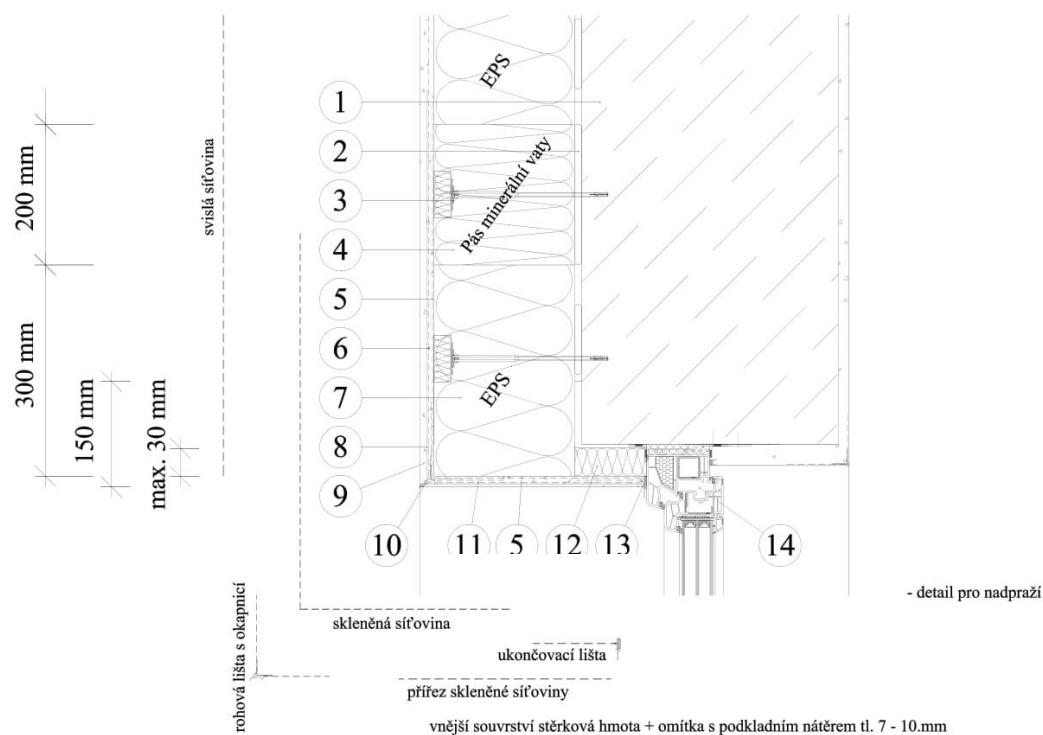 EPS
1
2
3
4
Pás minerální vaty
5
6
7
EPS
8
9
10
11
5
12
13
14
200 mm
300 mm
150 mm
max. 30 mm
svislá síťovina
- detail pro nadpraží
skleněná síťovina
rohová lišta s okapnicí
ukončovací lišta
přířez skleněné síťoviny
vnější souvrství stěrková hmota + omítka s podkladním nátěrem tl. 7 - 10.mm